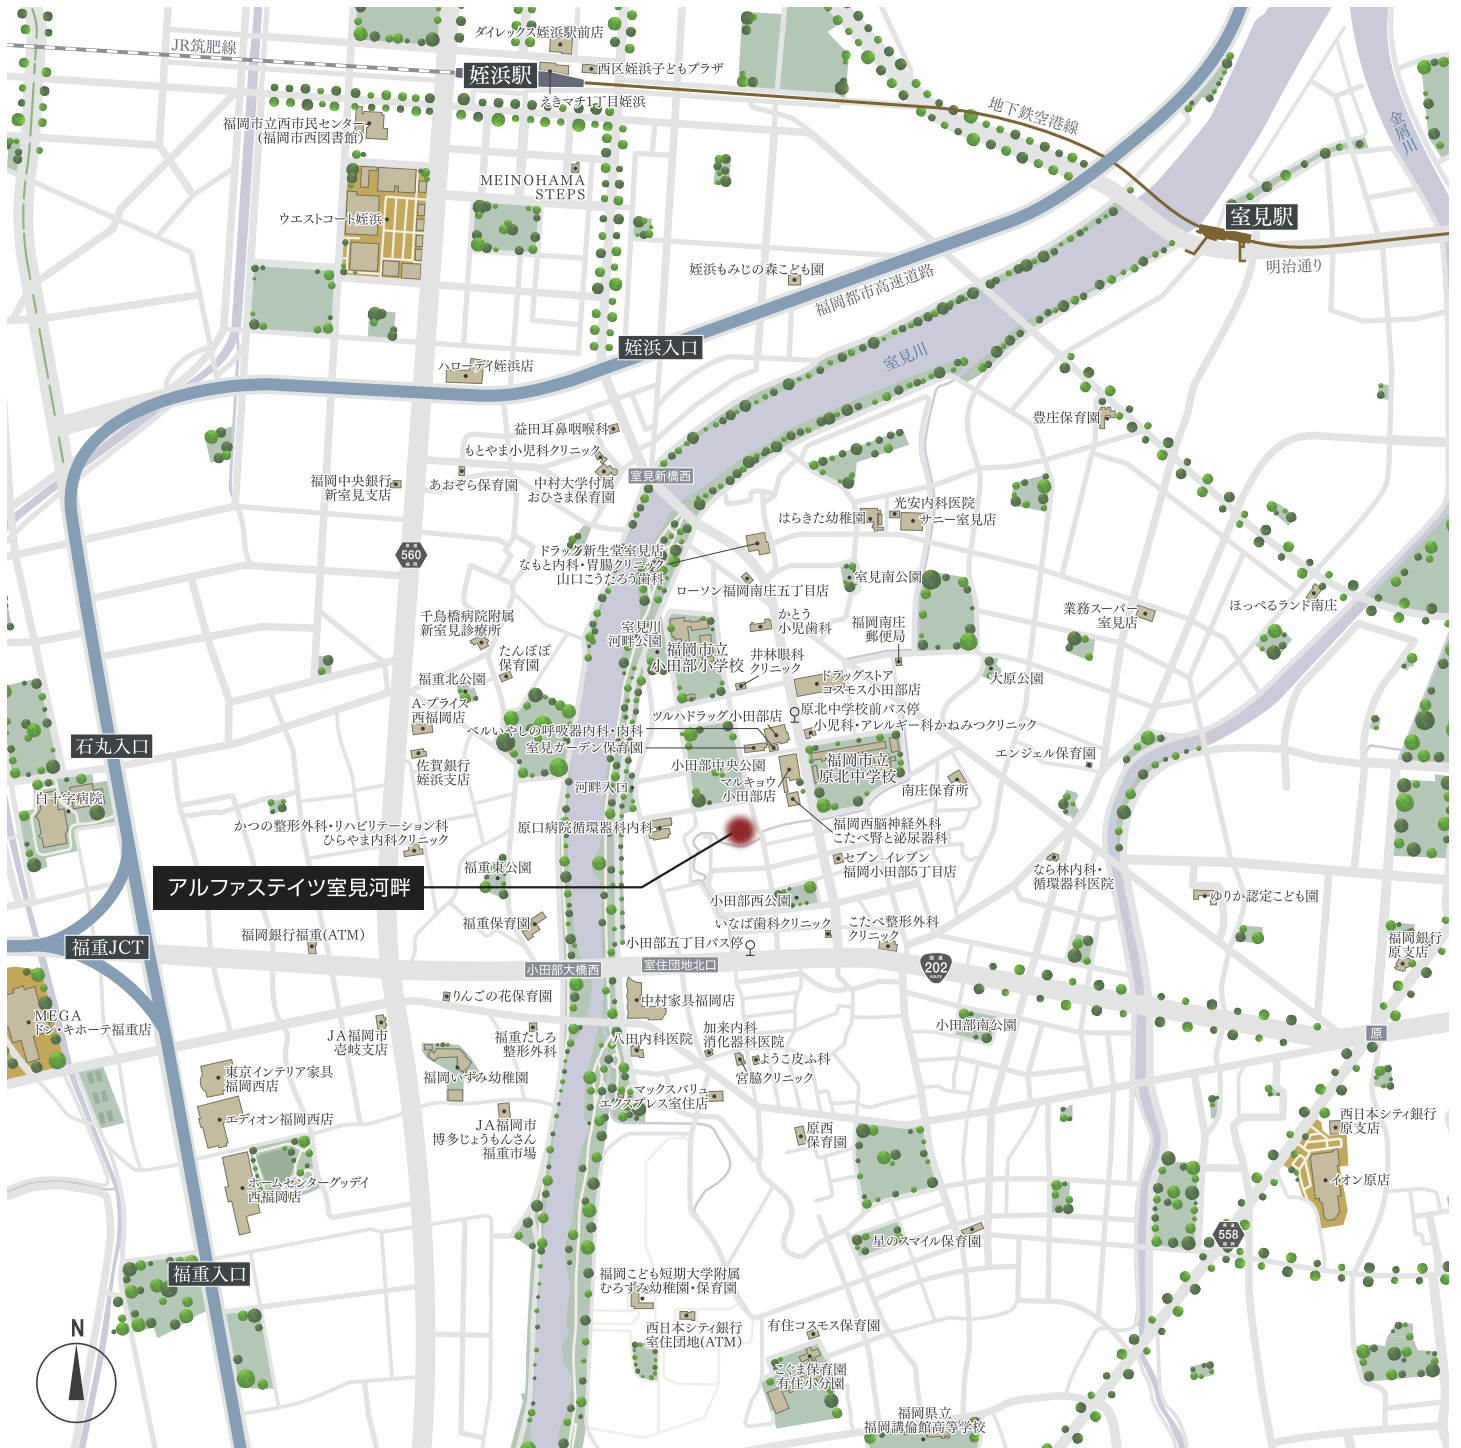 ダイレックス姪浜駅前店
JR筑肥線
姪浜駅
西区姪浜子どもプラザ
えきマチ1丁目姪浜
地下鉄空港線
金屑川
福岡市立西市民センター
(福岡市西図書館)
MEINOHAMA
STEPS
ウエストコート姪浜
室見駅
明治通り
姪浜もみじの森こども園
福岡都市高速道路
姪浜入口
室見川
ハローデイ姪浜店
豊庄保育園
益田耳鼻咽喉科
もとやま小児科クリニック
室見新橋西
福岡中央銀行
新室見支店
あおぞら保育園
中村大学付属
おひさま保育園
光安内科医院
はらきた幼稚園
サニー室見店
県道
560
福岡
ドラッグ新生堂室見店
なもと内科・胃腸クリニック
山口こうたろう歯科
室見南公園
ローソン福岡南庄五丁目店
ほっぺるランド南庄
業務スーパー
室見店
千鳥橋病院附属
新室見診療所
室見川
河畔公園
かとう
小児歯科
福岡南庄
郵便局
福岡市立
小田部小学校
たんぽぽ
保育園
井林眼科
クリニック
福重北公園
ドラッグストア
コスモス小田部店
大原公園
A-プライス
西福岡店
原北中学校前バス停
ツルハドラッグ小田部店
小児科・アレルギー科かねみつクリニック
ベルいやしの呼吸器内科・内科
室見ガーデン保育園
石丸入口
エンジェル保育園
佐賀銀行
姪浜支店
小田部中央公園
福岡市立
原北中学校
マルキョウ
小田部店
河畔入口
南庄保育所
白十字病院
かつの整形外科・リハビリテーション科
ひらやま内科クリニック
原口病院循環器科内科
福岡西脳神経外科
こたべ腎と泌尿器科
福重東公園
セブン-イレブン
福岡小田部5丁目店
なら林内科・
循環器科医院
アルファステイツ室見河畔
小田部西公園
ゆりか認定こども園
福重保育園
いなば歯科クリニック
こたべ整形外科
クリニック
福岡銀行福重(ATM)
小田部五丁目バス停
福岡銀行
原支店
福重JCT
小田部大橋西
室住団地北口
国道
202
ROUTE
りんごの花保育園
中村家具福岡店
MEGA
ドン・キホーテ福重店
JA福岡市
壱岐支店
福重たしろ
整形外科
八田内科医院
加来内科
消化器科医院
小田部南公園
原
ようこ皮ふ科
宮脇クリニック
東京インテリア家具
福岡西店
福岡いずみ幼稚園
マックスバリュ
エクスプレス室住店
エディオン福岡西店
JA福岡市
博多じょうもんさん
福重市場
原西
保育園
西日本シティ銀行
原支店
ホームセンターグッデイ
西福岡店
イオン原店
星のスマイル保育園
県道
558
福岡
福重入口
福岡こども短期大学附属
むろずみ幼稚園・保育園
西日本シティ銀行
室住団地(ATM)
有住コスモス保育園
N
こぐま保育園
有住小分園
福岡県立
福岡講倫館高等学校